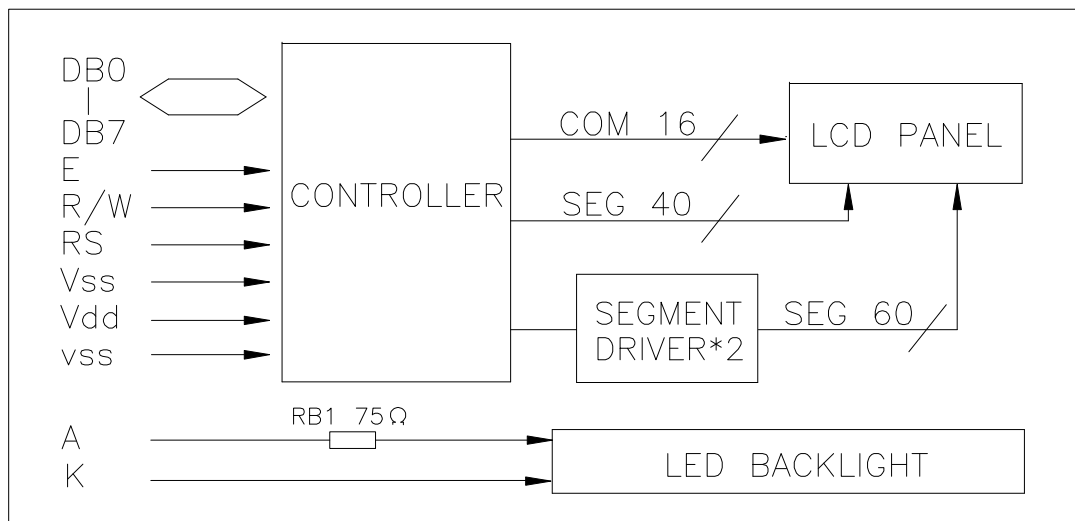 DB0
DB7
E
R/W
RS
Vss
Vdd
vss
CONTROLLER
COM 16
SEG 40
SEGMENT
DRIVER*2
SEG 60
LCD PANEL
RB1 75Ω
A
K
LED BACKLIGHT